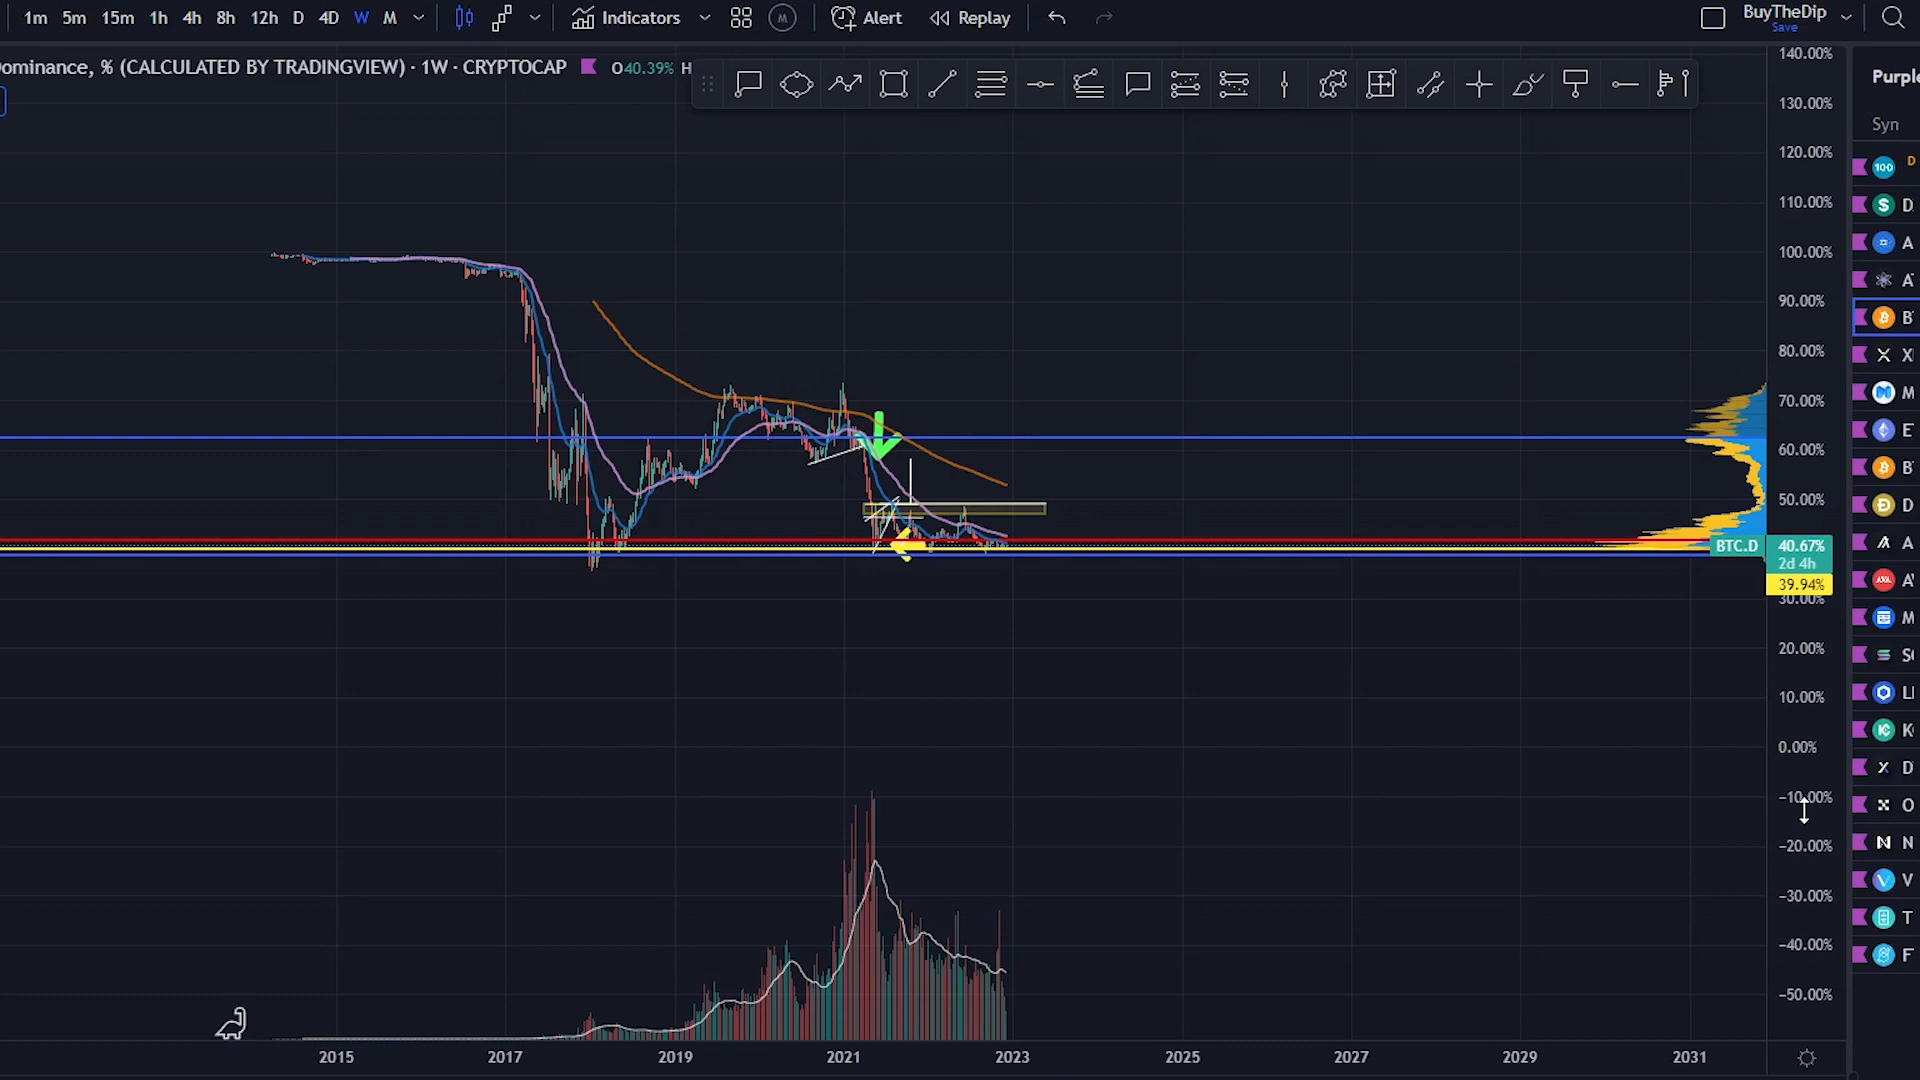 1m 5m 15m 1h 4h 8h 12h D 4D W M Indicators M Alert Replay BuyTheDip
Save
ominance, % (CALCULATED BY TRADINGVIEW) · 1W · CRYPTOCAP O40.39% H
Purple
Syn
140.00%
130.00%
120.00%
110.00%
100.00%
90.00%
80.00%
70.00%
60.00%
50.00%
BTC.D 40.67%
2d 4h
39.94%
30.00%
20.00%
10.00%
0.00%
−10.00%
−20.00%
−30.00%
−40.00%
−50.00%
100 D
D
A
A
B
X
M
E
B
D
A
A
M
S
L
K
D
O
N
V
T
F
2015 2017 2019 2021 2023 2025 2027 2029 2031